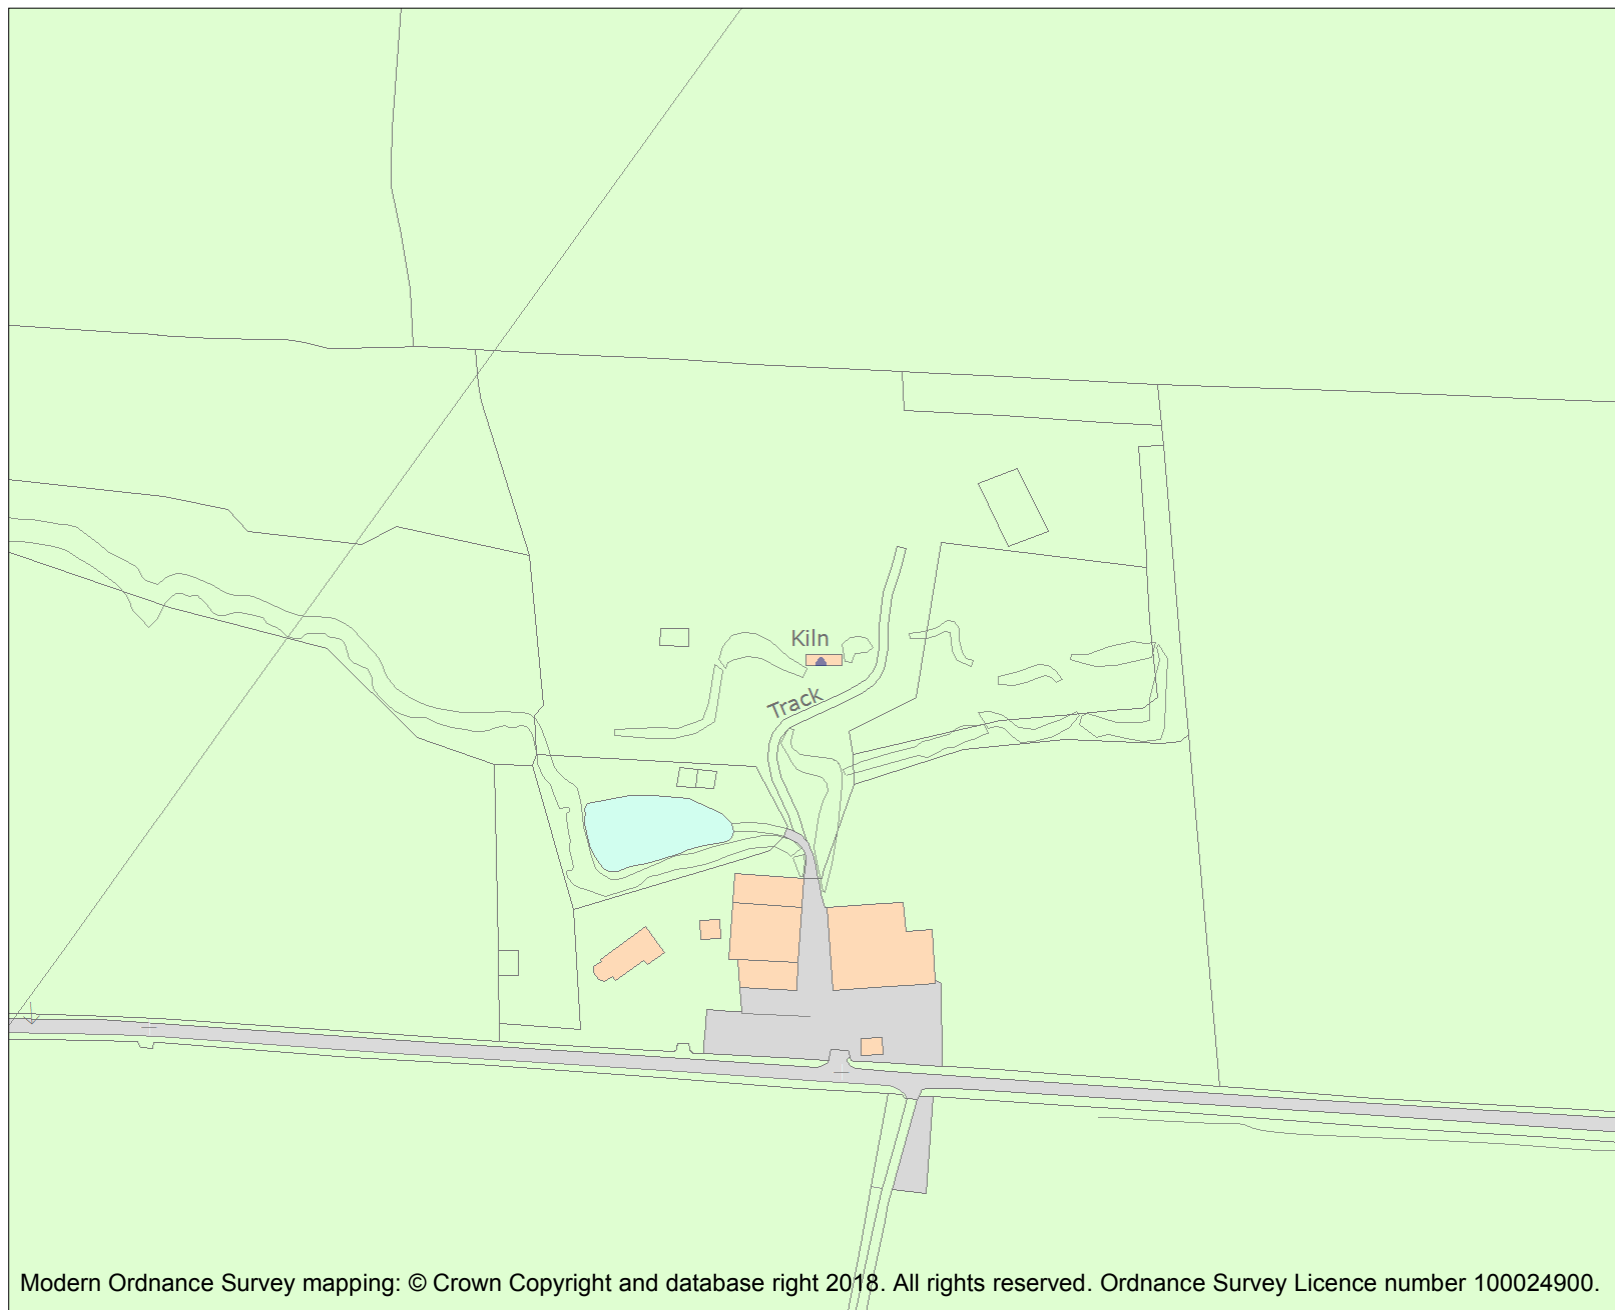 Kiln
Track
Modern Ordnance Survey mapping: © Crown Copyright and database right 2018. All rights reserved. Ordnance Survey Licence number 100024900.